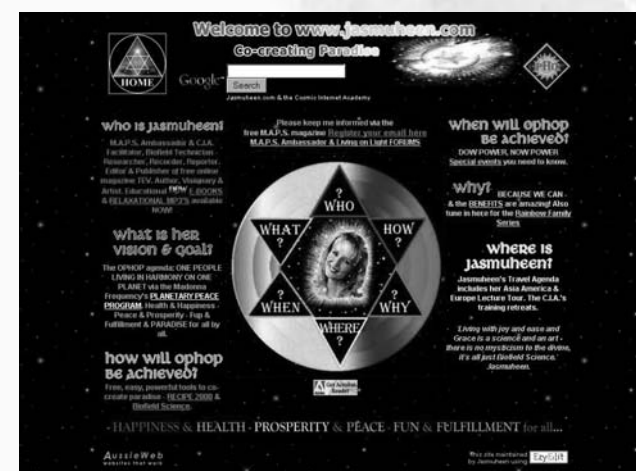 Welcome to www.jasmuheen.com
Co-creating Paradise
HOME
Google
Search
Jasmuheen.com & the Cosmic Internet Academy
who is jasmuheen?
M.A.P.S. Ambassador & C.I.A.
Facilitator, Biofield Technician -
Researcher, Recorder, Reporter.
Editor & Publisher of free online
magazine TEV. Author, Visionary &
Artist. Educational new E-BOOKS
& RELAXATIONAL MP3'S available
NOW!
what is her
vision & goal?
The OPHOP agenda: ONE PEOPLE
LIVING IN HARMONY ON ONE
PLANET via the Madonna
Frequency's PLANETARY PEACE
PROGRAM. Health & Happiness -
Peace & Prosperity - Fun &
Fulfillment & PARADISE for all by
all.
how will ophop
be achieved?
Free, easy, powerful tools to co-
create paradise - RECIPE 2000 &
Biofield Science.
Please keep me informed via the
free M.A.P.S. magazine Register your email here
M.A.P.S. Ambassador & Living on Light FORUMS
? WHO
WHAT ?
HOW ?
? WHEN
? WHY
WHERE ?
Get Acrobat
Reader
when will ophop
be achieved?
DOW POWER, NOW POWER
Special events you need to know.
why? BECAUSE WE CAN -
& the BENEFITS are amazing! Also
tune in here for the Rainbow Family
Series
where is
jasmuheen?
Jasmuheen's Travel Agenda
includes her Asia America &
Europe Lecture Tour. The C.I.A.'s
training retreats.
'Living with joy and ease and
Grace is a science and an art -
there is no mysticism to the divine,
it's all just Biofield Science.'
Jasmuheen.
- HAPPINESS & HEALTH - PROSPERITY & PEACE - FUN & FULFILLMENT for all...
AussieWeb
websites that work
This site maintained
by Jasmuheen using EzyEdit